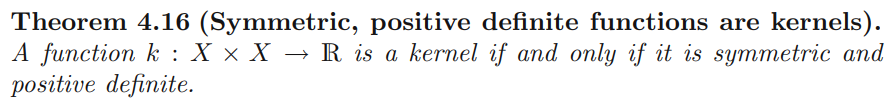 Theorem 4.16 (Symmetric, positive definite functions are kernels).
A function k : X × X → ℝ is a kernel if and only if it is symmetric and
positive definite.